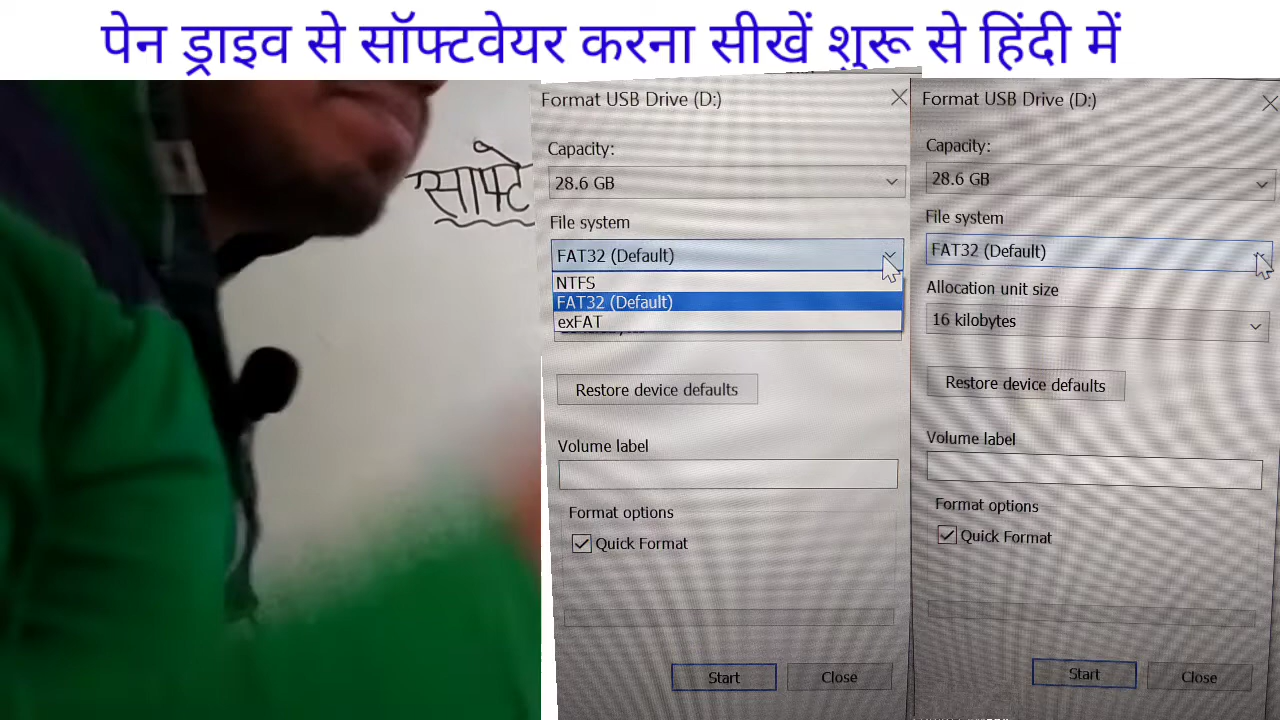 पेन ड्राइव से सॉफ्टवेयर करना सीखें शुरू से हिंदी में
साफ्टे
Format USB Drive (D:)
Capacity:
28.6 GB
File system
FAT32 (Default)
NTFS
FAT32 (Default)
exFAT
Restore device defaults
Volume label
Format options
Quick Format
Start
Close
Format USB Drive (D:)
Capacity:
28.6 GB
File system
FAT32 (Default)
Allocation unit size
16 kilobytes
Restore device defaults
Volume label
Format options
Quick Format
Start
Close